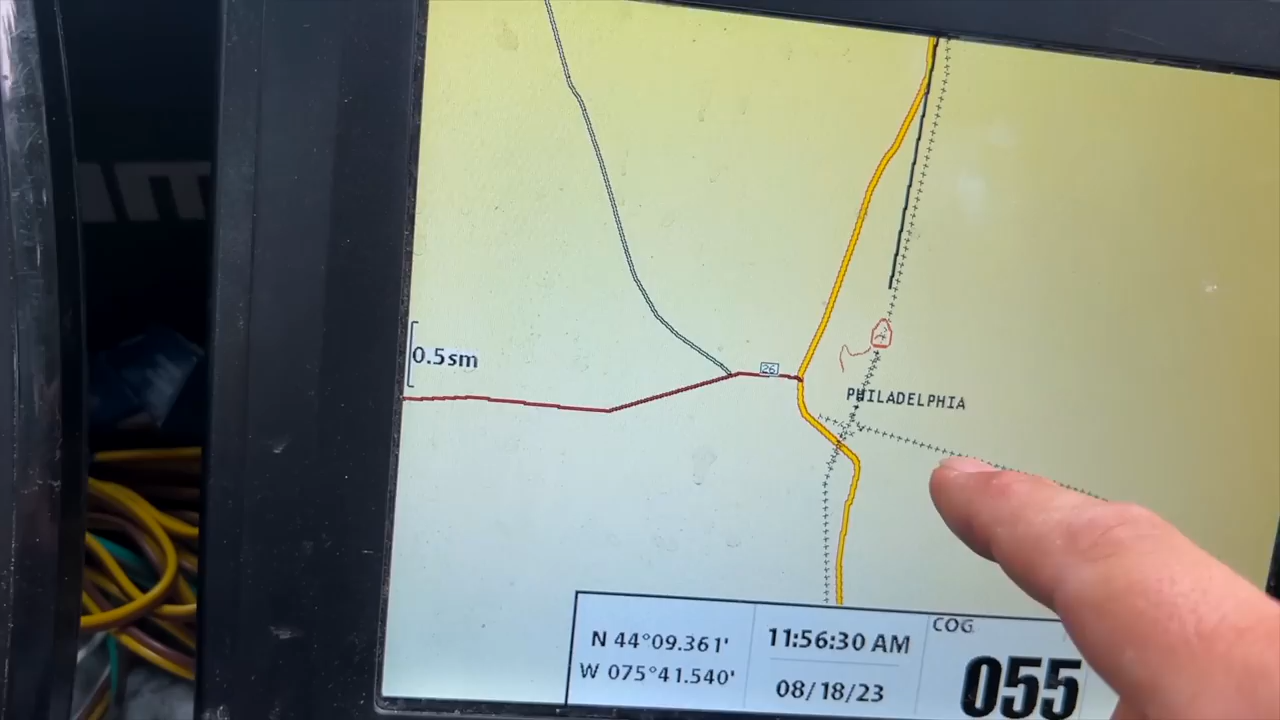 26
0.5sm
PHILADELPHIA
N 44°09.361'
W 075°41.540'
11:56:30 AM
08/18/23
COG
055